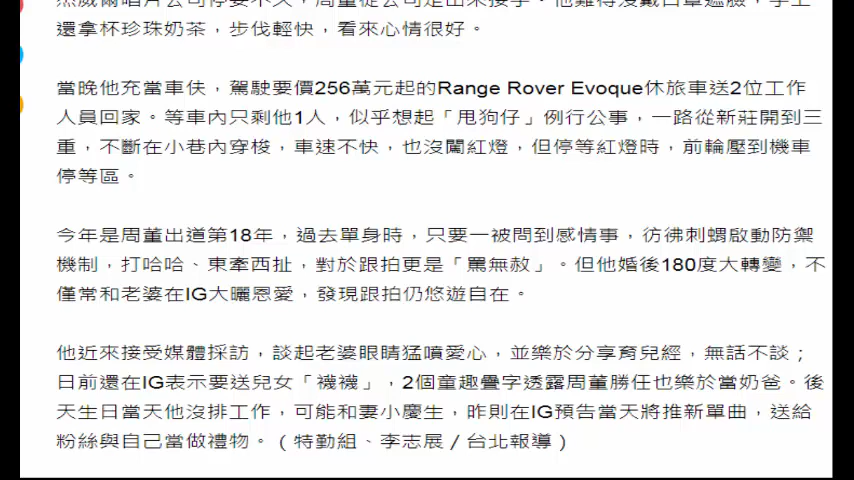 還拿杯珍珠奶茶，步伐輕快，看來心情很好。
當晚他充當車伕，駕駛要價256萬元起的Range Rover Evoque休旅車送2位工作
人員回家。等車內只剩他1人，似乎想起「甩狗仔」例行公事，一路從新莊開到三
重，不斷在小巷內穿梭，車速不快，也沒闖紅燈，但停等紅燈時，前輪壓到機車
停等區。
今年是周董出道第18年，過去單身時，只要一被問到感情事，彷彿刺蝟啟動防禦
機制，打哈哈、東牽西扯，對於跟拍更是「罵無赦」。但他婚後180度大轉變，不
僅常和老婆在IG大曬恩愛，發現跟拍仍悠遊自在。
他近來接受媒體採訪，談起老婆眼睛猛噴愛心，並樂於分享育兒經，無話不談；
日前還在IG表示要送兒女「襪襪」，2個童趣疊字透露周董勝任也樂於當奶爸。後
天生日當天他沒排工作，可能和妻小慶生，昨則在IG預告當天將推新單曲，送給
粉絲與自己當做禮物。（特勤組、李志展／台北報導）